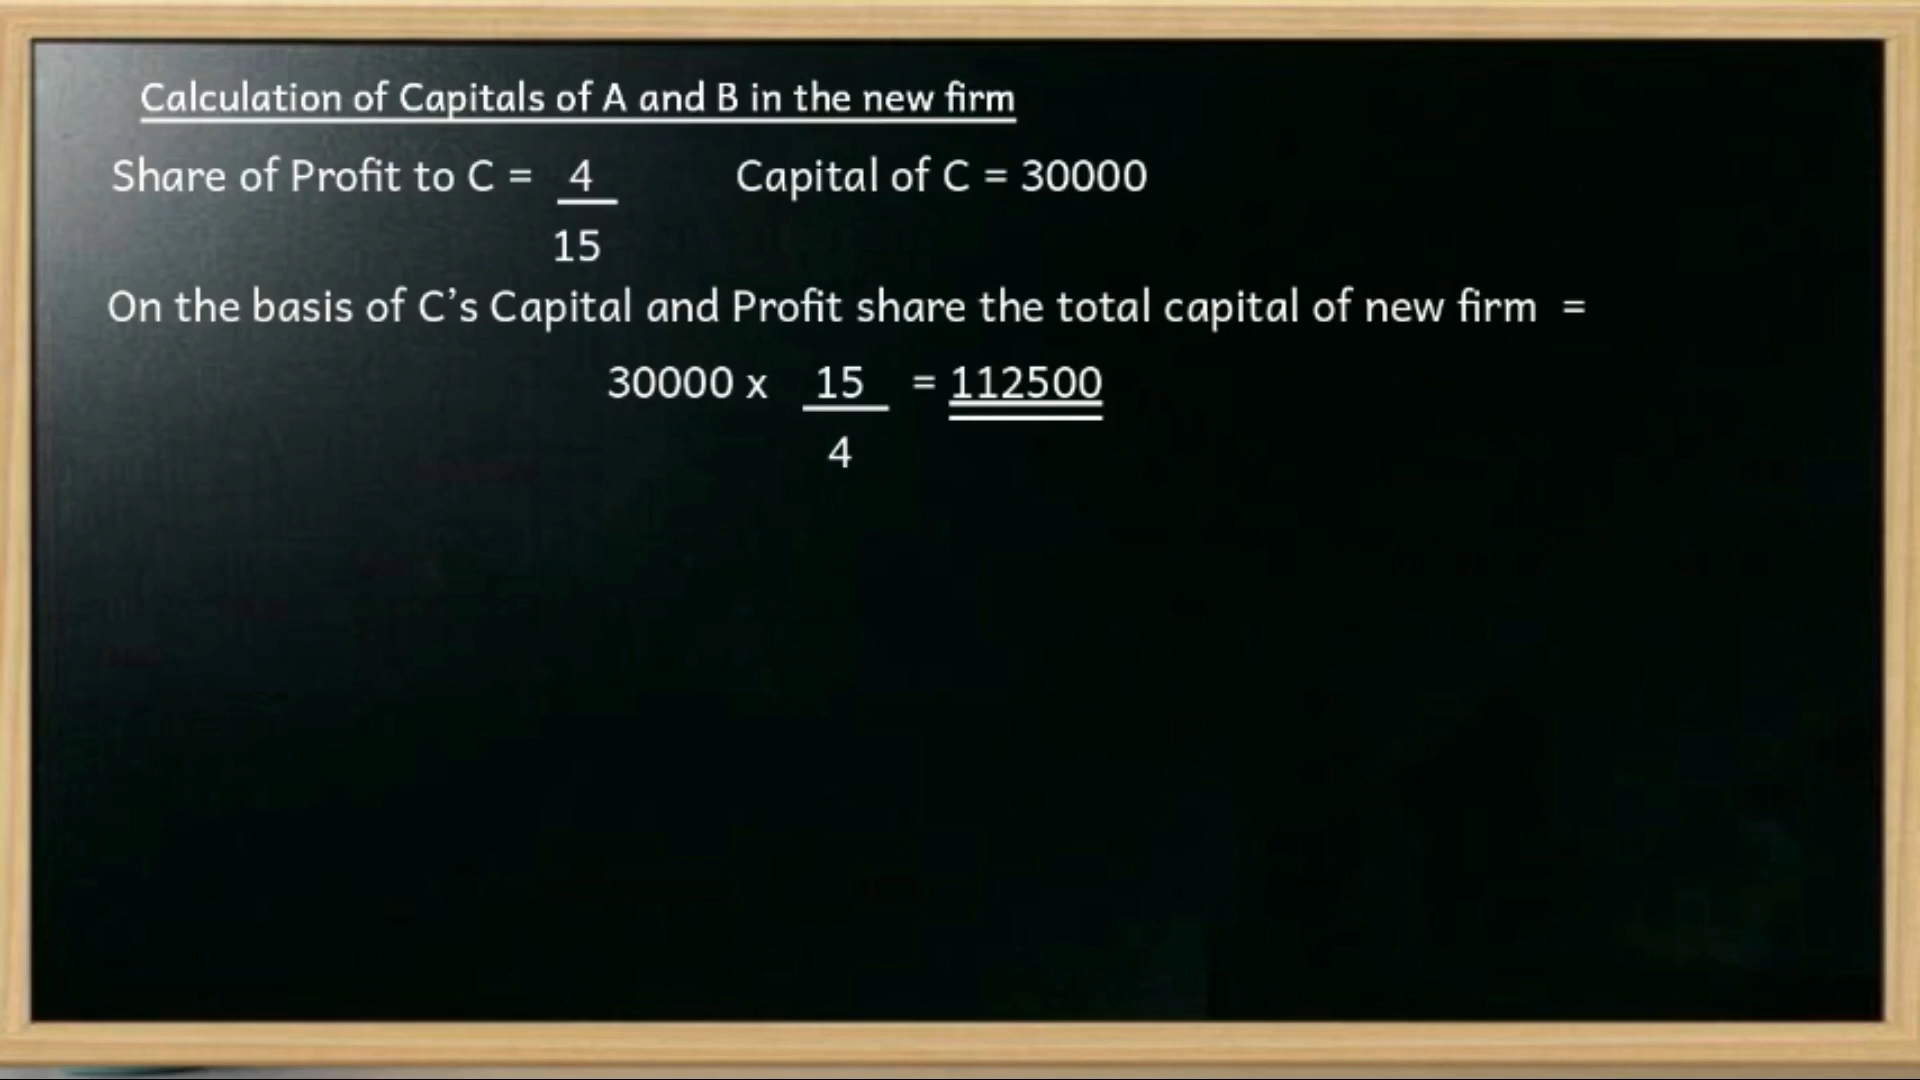 Calculation of Capitals of A and B in the new firm
Share of Profit to C = 4 Capital of C = 30000
15
On the basis of C’s Capital and Profit share the total capital of new firm =
30000 x 15 = 112500
4